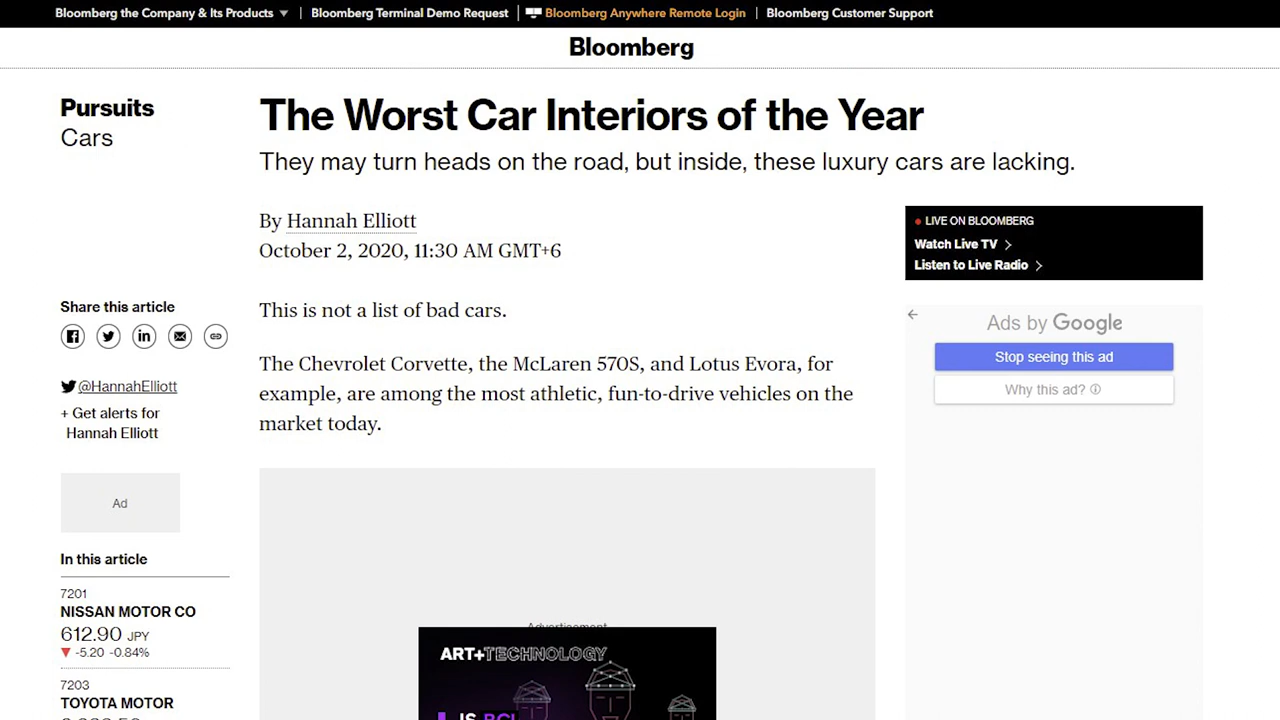 Bloomberg the Company & Its Products
Bloomberg Terminal Demo Request
Bloomberg Anywhere Remote Login
Bloomberg Customer Support
Bloomberg
Pursuits
Cars
The Worst Car Interiors of the Year
They may turn heads on the road, but inside, these luxury cars are lacking.
By Hannah Elliott
October 2, 2020, 11:30 AM GMT+6
LIVE ON BLOOMBERG
Watch Live TV
Listen to Live Radio
Share this article
@HannahElliott
+ Get alerts for
Hannah Elliott
Ad
In this article
7201
NISSAN MOTOR CO
612.90 JPY
-5.20 -0.84%
7203
TOYOTA MOTOR
This is not a list of bad cars.
The Chevrolet Corvette, the McLaren 570S, and Lotus Evora, for
example, are among the most athletic, fun-to-drive vehicles on the
market today.
Advertisement
ART+TECHNOLOGY
IS BCI
Ads by Google
Stop seeing this ad
Why this ad?